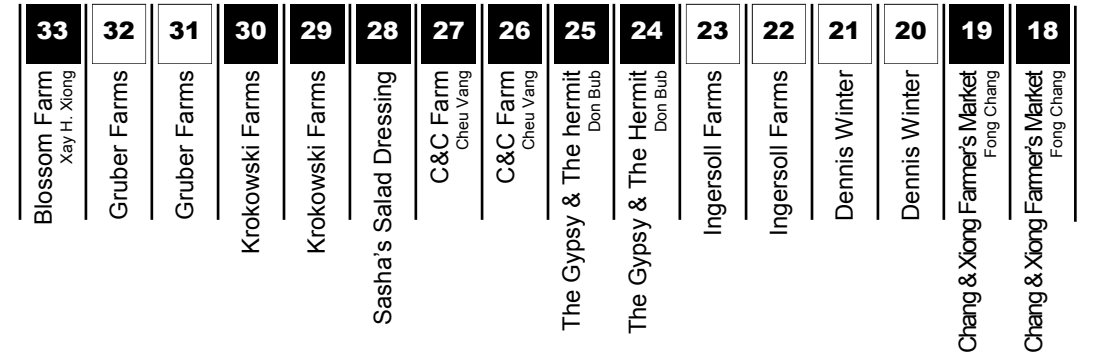 33
Blossom Farm
Xay H. Xiong
32
Gruber Farms
31
Gruber Farms
30
Krokowski Farms
29
Krokowski Farms
28
Sasha's Salad Dressing
27
C&C Farm
Cheu Vang
26
C&C Farm
Cheu Vang
25
The Gypsy & The hermit
Don Bub
24
The Gypsy & The Hermit
Don Bub
23
Ingersoll Farms
22
Ingersoll Farms
21
Dennis Winter
20
Dennis Winter
19
Chang & Xiong Farmer's Market
Fong Chang
18
Chang & Xiong Farmer's Market
Fong Chang